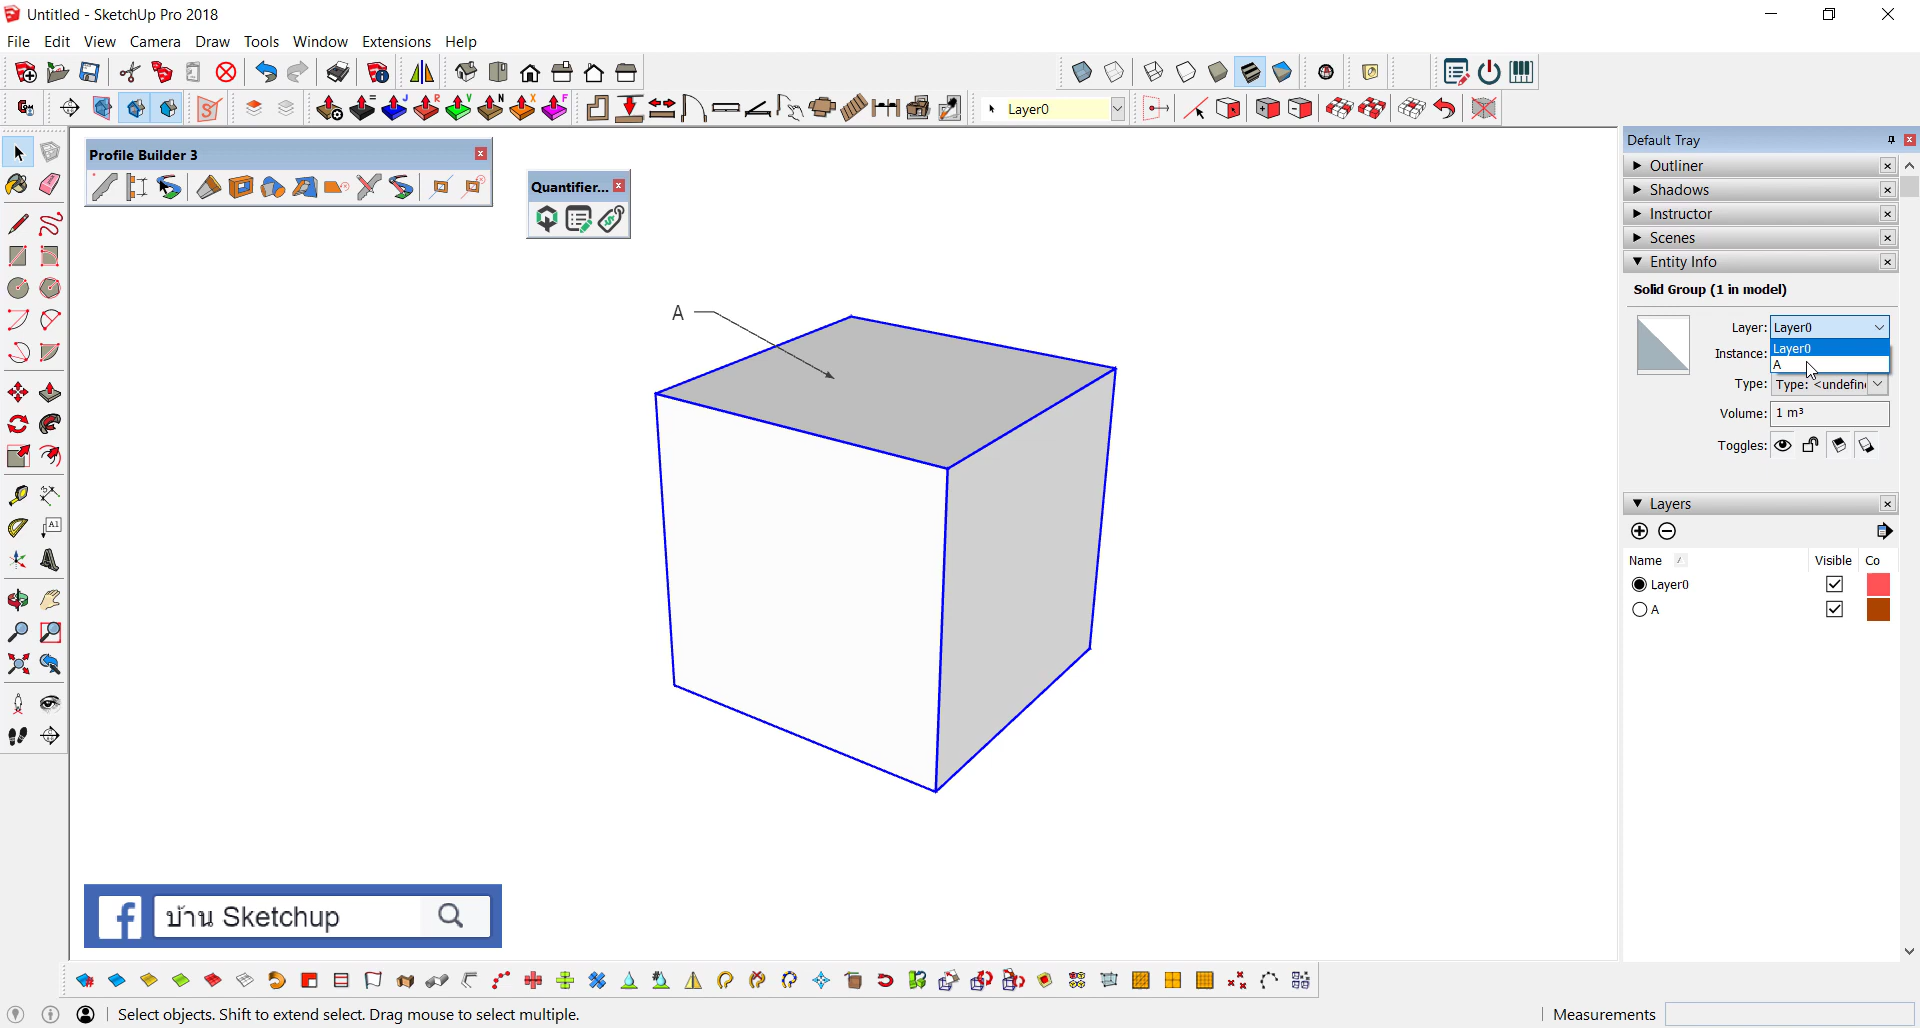 Untitled - SketchUp Pro 2018
File Edit View Camera Draw Tools Window Extensions Help
Layer0
Profile Builder 3
Quantifier...
A
บ้าน Sketchup
Default Tray
Outliner
Shadows
Instructor
Scenes
Entity Info
Solid Group (1 in model)
Layer: Layer0
Layer0
Instance:
A
Type: Type: <undefin
Volume: 1 m³
Toggles:
Layers
Name Visible Co
Layer0
A
Select objects. Shift to extend select. Drag mouse to select multiple.
Measurements